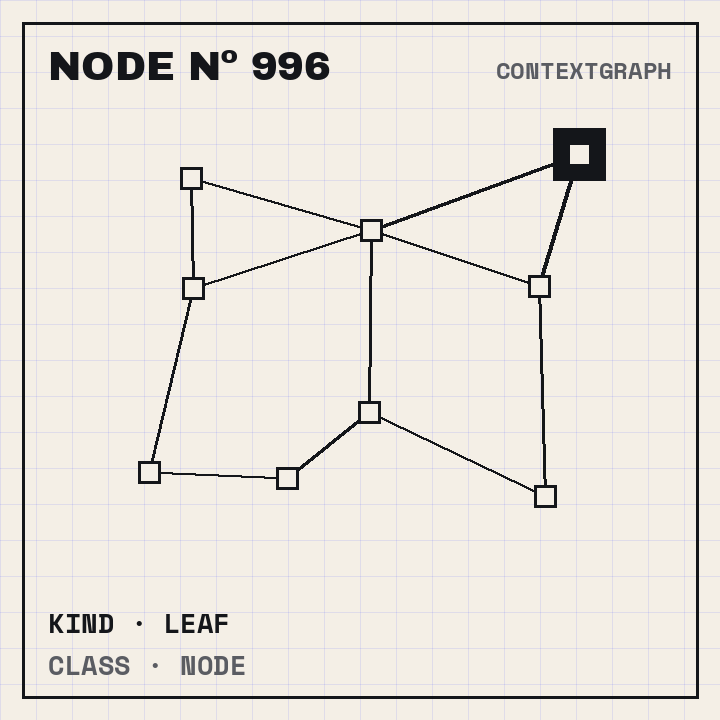 NODE Nº 996
CONTEXTGRAPH
KIND · LEAF
CLASS · NODE